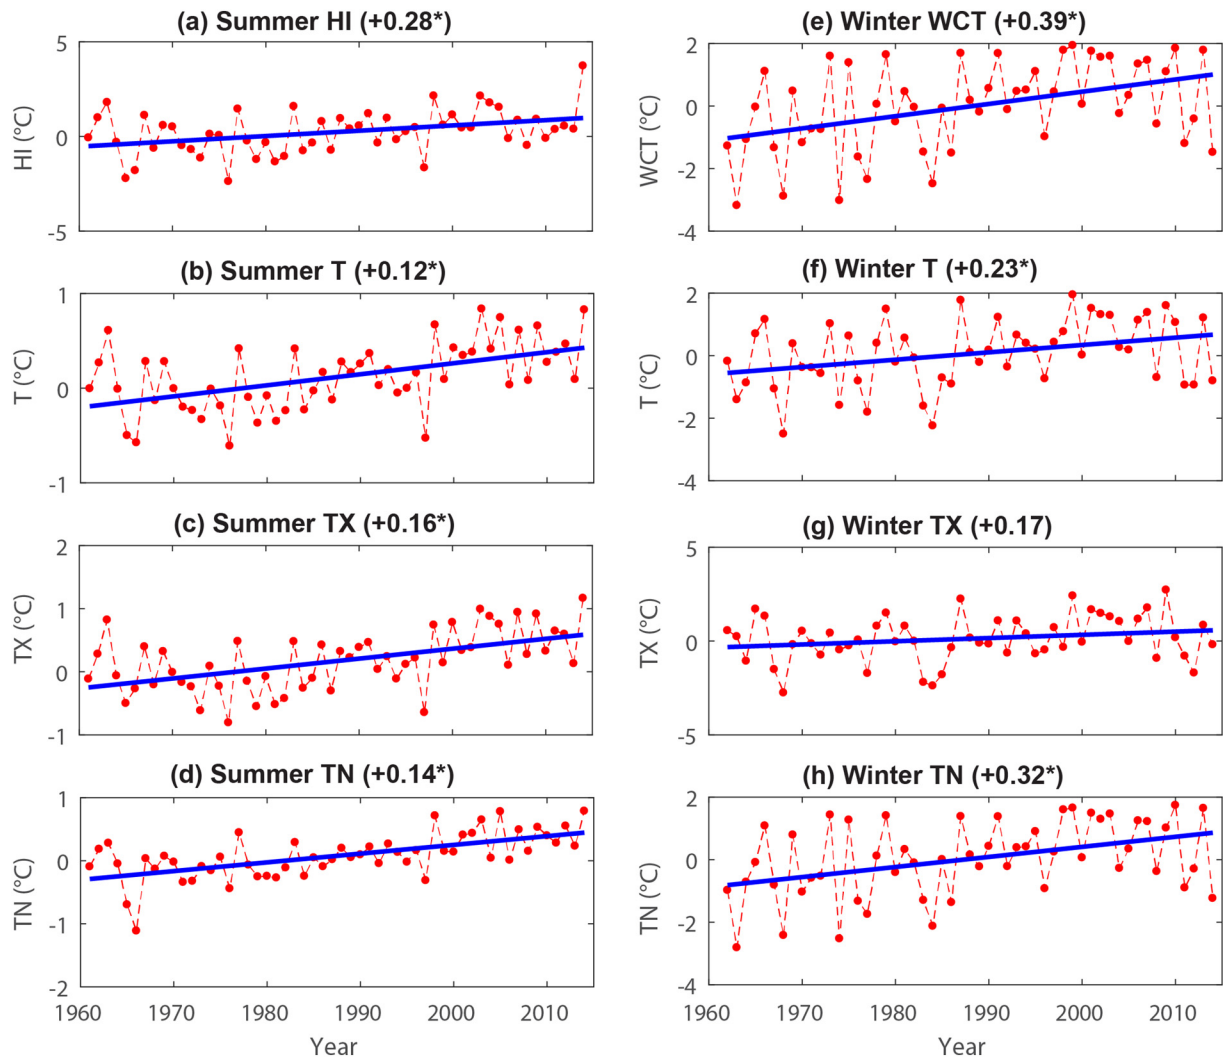 (a) Summer HI (+0.28*)
5
0
-5
HI (°C)
(b) Summer T (+0.12*)
1
0
-1
T (°C)
(c) Summer TX (+0.16*)
2
1
0
-1
TX (°C)
(d) Summer TN (+0.14*)
1
0
-1
-2
TN (°C)
1960 1970 1980 1990 2000 2010
Year
(e) Winter WCT (+0.39*)
2
0
-2
-4
WCT (°C)
(f) Winter T (+0.23*)
2
0
-2
-4
T (°C)
(g) Winter TX (+0.17)
5
0
-5
TX (°C)
(h) Winter TN (+0.32*)
2
0
-2
-4
TN (°C)
1960 1970 1980 1990 2000 2010
Year